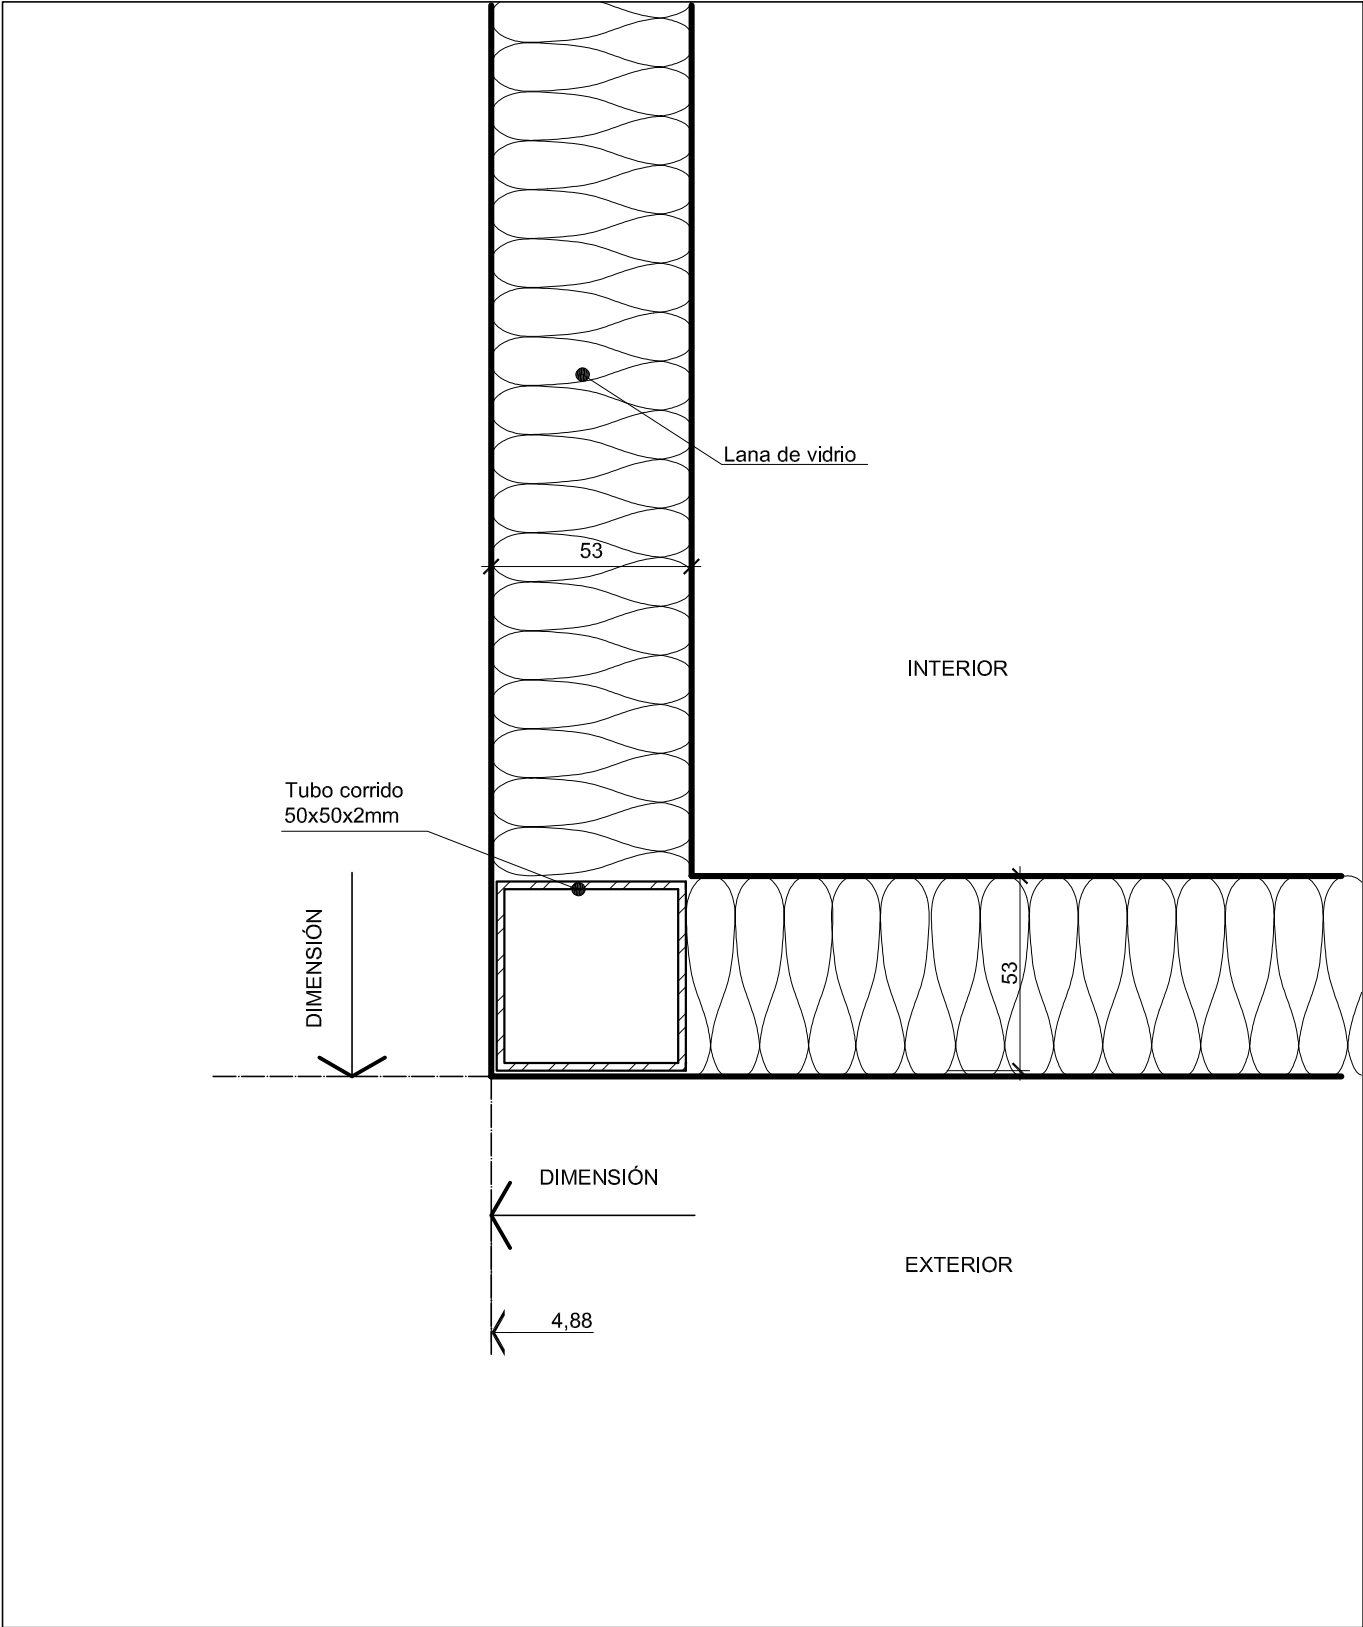 Lana de vidrio
53
INTERIOR
Tubo corrido
50x50x2mm
DIMENSIÓN
53
DIMENSIÓN
EXTERIOR
4,88